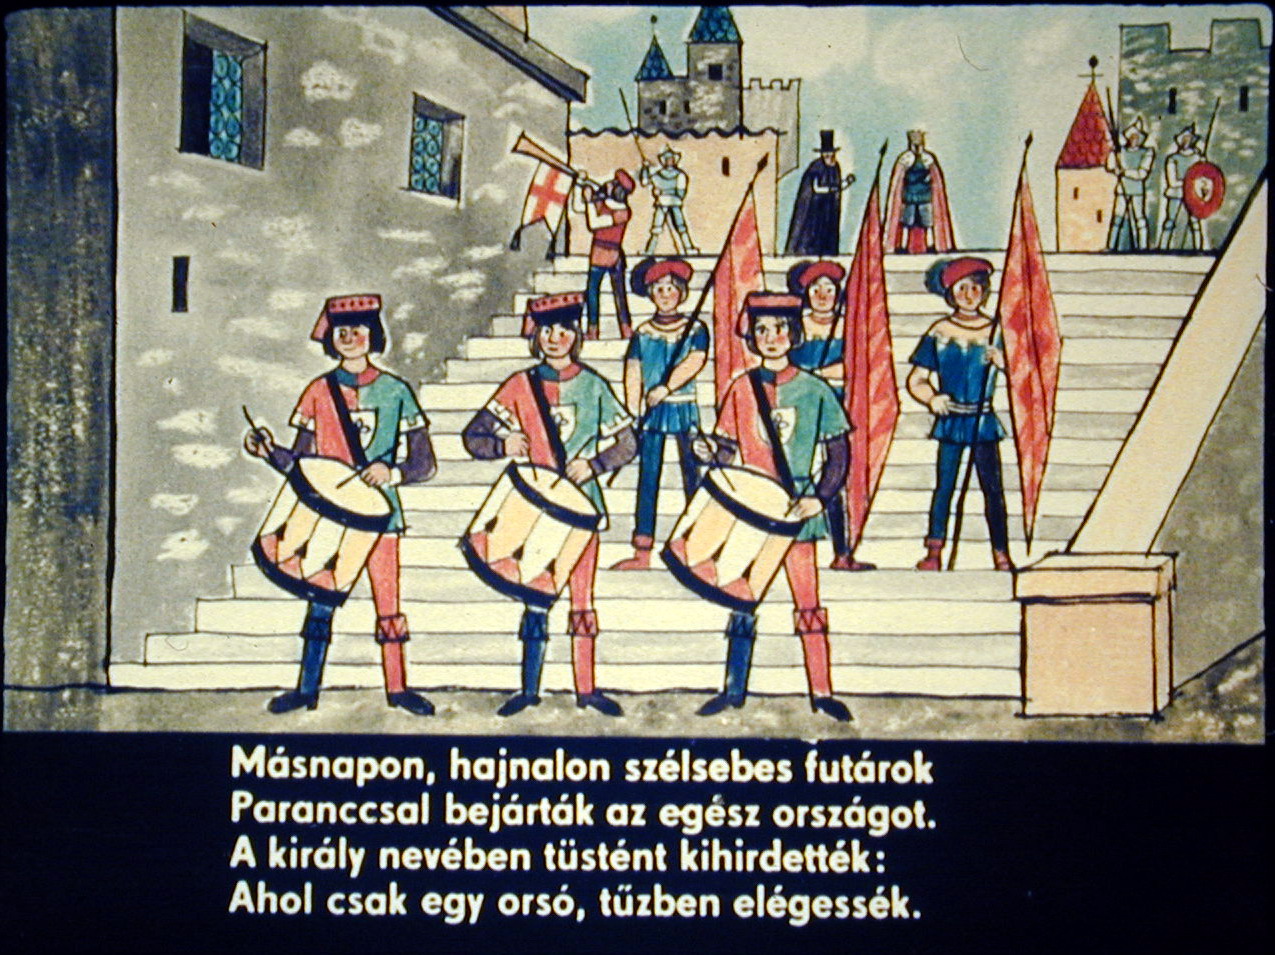 Másnapon, hajnalon szélsebes futárok
Paranccsal bejárták az egész országot.
A király nevében tüstént kihirdették:
Ahol csak egy orsó, tűzben elégessék.